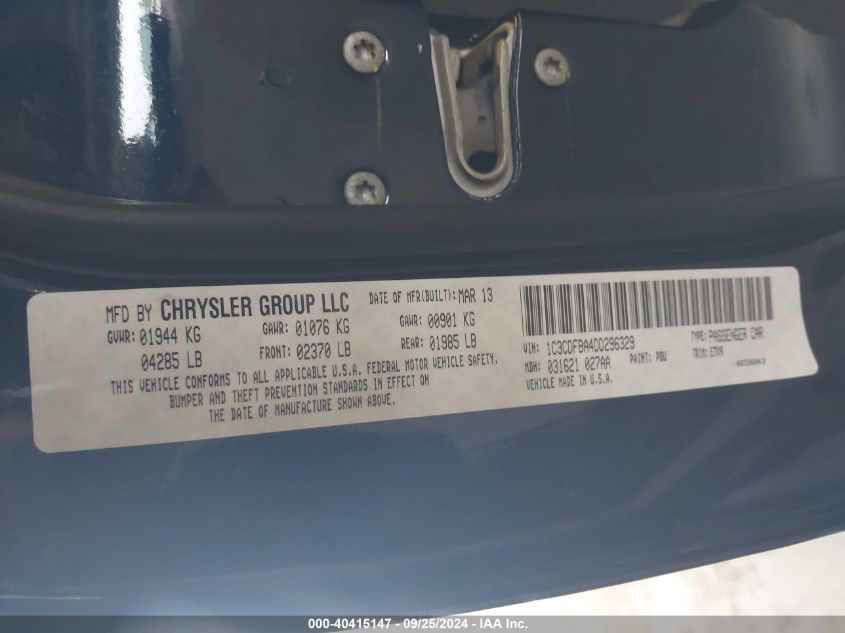 MFD BY CHRYSLER GROUP LLC
DATE OF MFR(BUILT): MAR 13
GVWR: 01944 KG
GAWR: 01076 KG
GAWR: 00901 KG
04285 LB
FRONT: 02370 LB
REAR: 01985 LB
THIS VEHICLE CONFORMS TO ALL APPLICABLE U.S.A. FEDERAL MOTOR VEHICLE SAFETY,
BUMPER AND THEFT PREVENTION STANDARDS IN EFFECT ON
THE DATE OF MANUFACTURE SHOWN ABOVE.
VIN: 1C3CDFBA4DD296329
TYPE: PASSENGER CAR
MDH: 031621 027AA
PAINT: PBU
TRIM:
VEHICLE MADE IN U.S.A.
000-40415147 - 09/25/2024 - IAA Inc.